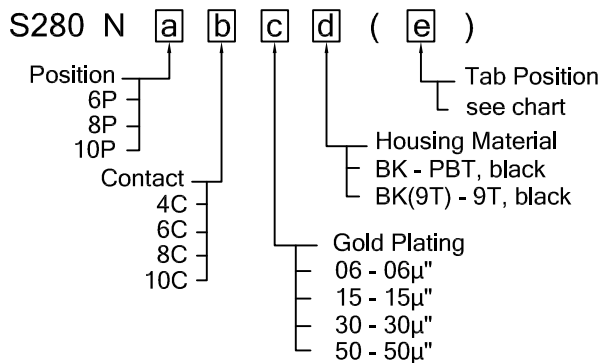 S280 N a b c d ( e )
Position
6P
8P
10P
Contact
4C
6C
8C
10C
Gold Plating
06 - 06µ"
15 - 15µ"
30 - 30µ"
50 - 50µ"
Housing Material
BK - PBT, black
BK(9T) - 9T, black
Tab Position
see chart